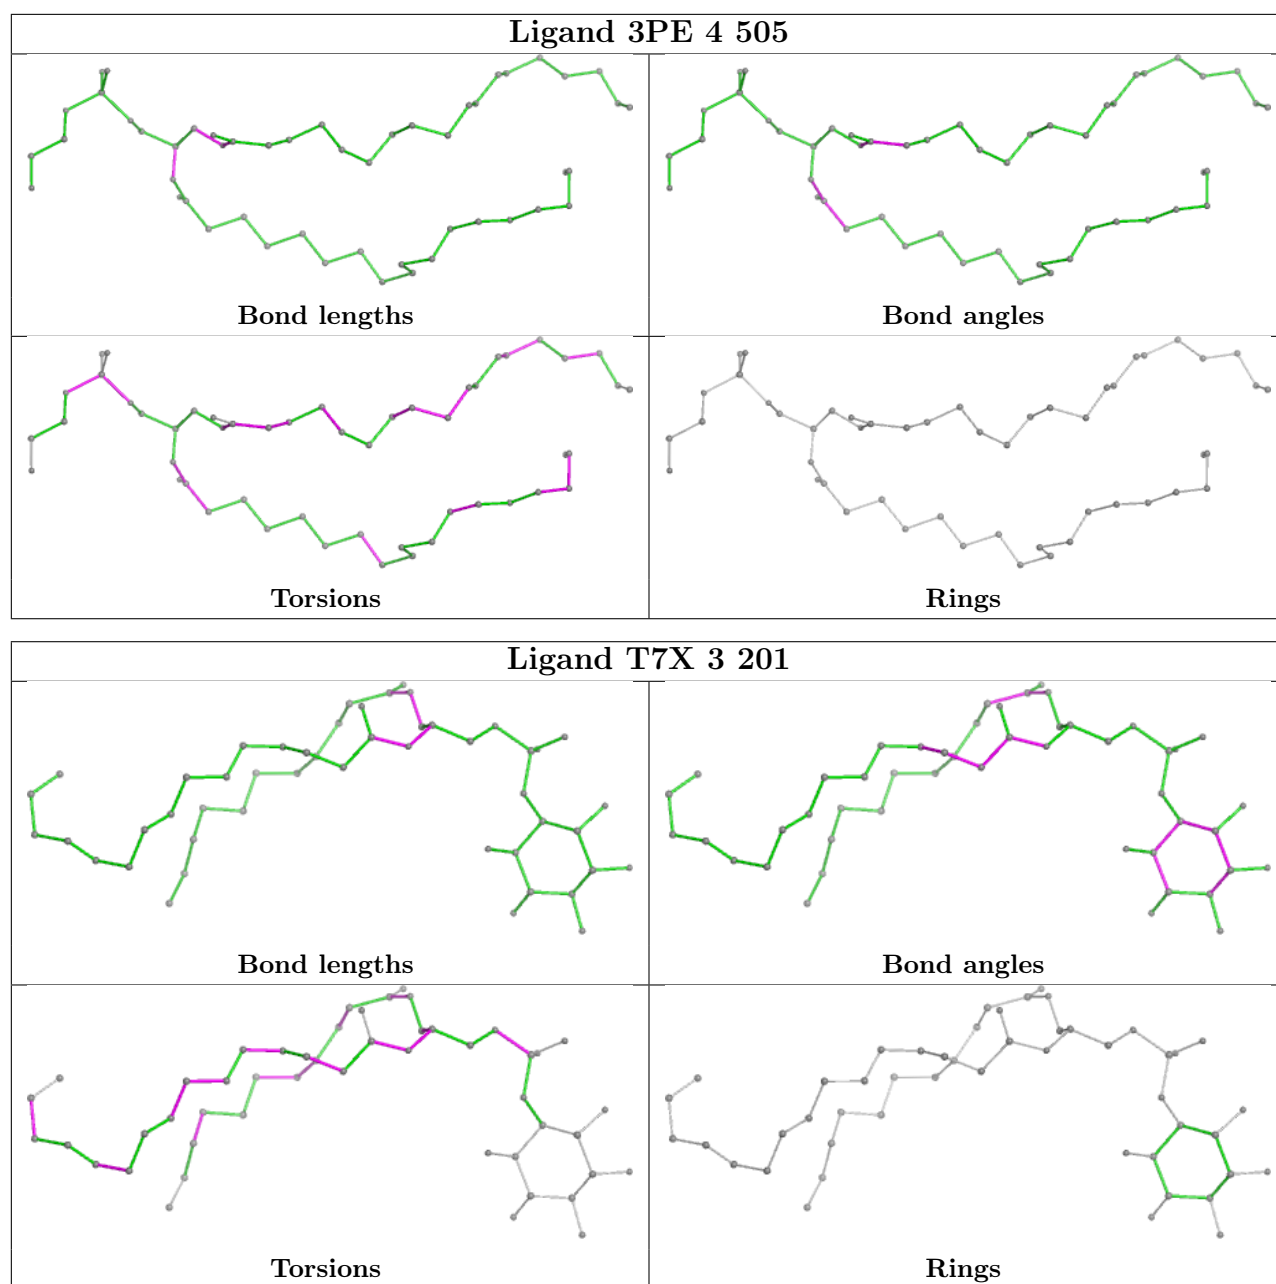 Ligand 3PE 4 505
Bond lengths
Bond angles
Torsions
Rings
Ligand T7X 3 201
Bond lengths
Bond angles
Torsions
Rings